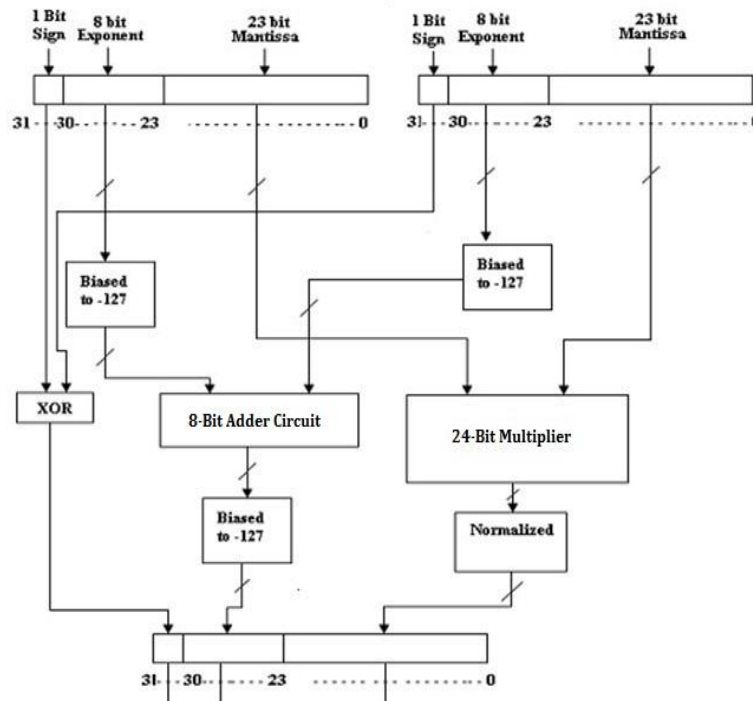 1 Bit
Sign
8 bit
Exponent
23 bit
Mantissa
1 Bit
Sign
8 bit
Exponent
23 bit
Mantissa
31 - - - 30 - - - - - - - - - 23 - - - - - - - - - - - - - - - - - - 0
31 - - - 30 - - - - - - - - - 23 - - - - - - - - - - - - - - - - - - 0
Biased
to -127
Biased
to -127
XOR
8-Bit Adder Circuit
24-Bit Multiplier
Biased
to -127
Normalized
31 - - 30 - - - - - - - - - 23 - - - - - - - - - - - - - - - - - - 0